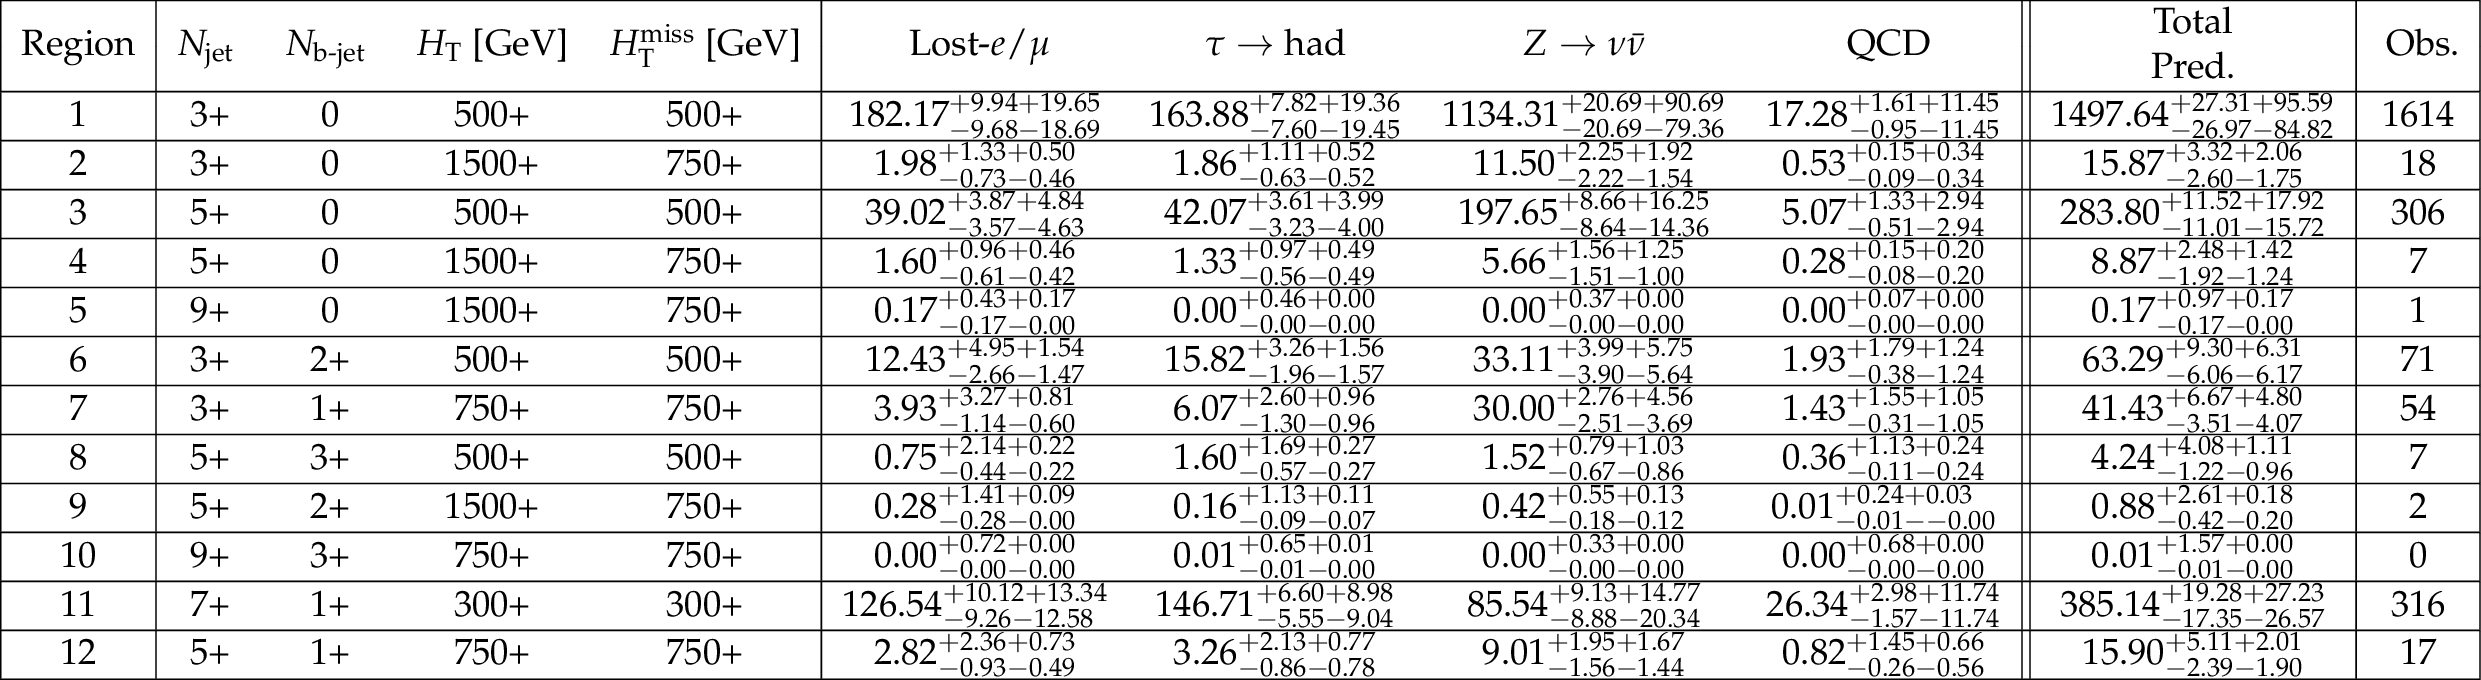 Region N_jet N_b-jet H_T [GeV] H_T^miss [GeV] Lost-e/μ τ → had Z → νν̄ QCD Total Pred. Obs.
1 3+ 0 500+ 500+ 182.17^{+9.94+19.65}_{−9.68−18.69} 163.88^{+7.82+19.36}_{−7.60−19.45} 1134.31^{+20.69+90.69}_{−20.69−79.36} 17.28^{+1.61+11.45}_{−0.95−11.45} 1497.64^{+27.31+95.59}_{−26.97−84.82} 1614
2 3+ 0 1500+ 750+ 1.98^{+1.33+0.50}_{−0.73−0.46} 1.86^{+1.11+0.52}_{−0.63−0.52} 11.50^{+2.25+1.92}_{−2.22−1.54} 0.53^{+0.15+0.34}_{−0.09−0.34} 15.87^{+3.32+2.06}_{−2.60−1.75} 18
3 5+ 0 500+ 500+ 39.02^{+3.87+4.84}_{−3.57−4.63} 42.07^{+3.61+3.99}_{−3.23−4.00} 197.65^{+8.66+16.25}_{−8.64−14.36} 5.07^{+1.33+2.94}_{−0.51−2.94} 283.80^{+11.52+17.92}_{−11.01−15.72} 306
4 5+ 0 1500+ 750+ 1.60^{+0.96+0.46}_{−0.61−0.42} 1.33^{+0.97+0.49}_{−0.56−0.49} 5.66^{+1.56+1.25}_{−1.51−1.00} 0.28^{+0.15+0.20}_{−0.08−0.20} 8.87^{+2.48+1.42}_{−1.92−1.24} 7
5 9+ 0 1500+ 750+ 0.17^{+0.43+0.17}_{−0.17−0.00} 0.00^{+0.46+0.00}_{−0.00−0.00} 0.00^{+0.37+0.00}_{−0.00−0.00} 0.00^{+0.07+0.00}_{−0.00−0.00} 0.17^{+0.97+0.17}_{−0.17−0.00} 1
6 3+ 2+ 500+ 500+ 12.43^{+4.95+1.54}_{−2.66−1.47} 15.82^{+3.26+1.56}_{−1.96−1.57} 33.11^{+3.99+5.75}_{−3.90−5.64} 1.93^{+1.79+1.24}_{−0.38−1.24} 63.29^{+9.30+6.31}_{−6.06−6.17} 71
7 3+ 1+ 750+ 750+ 3.93^{+3.27+0.81}_{−1.14−0.60} 6.07^{+2.60+0.96}_{−1.30−0.96} 30.00^{+2.76+4.56}_{−2.51−3.69} 1.43^{+1.55+1.05}_{−0.31−1.05} 41.43^{+6.67+4.80}_{−3.51−4.07} 54
8 5+ 3+ 500+ 500+ 0.75^{+2.14+0.22}_{−0.44−0.22} 1.60^{+1.69+0.27}_{−0.57−0.27} 1.52^{+0.79+1.03}_{−0.67−0.86} 0.36^{+1.13+0.24}_{−0.11−0.24} 4.24^{+4.08+1.11}_{−1.22−0.96} 7
9 5+ 2+ 1500+ 750+ 0.28^{+1.41+0.09}_{−0.28−0.00} 0.16^{+1.13+0.11}_{−0.09−0.07} 0.42^{+0.55+0.13}_{−0.18−0.12} 0.01^{+0.24+0.03}_{−0.01−−0.00} 0.88^{+2.61+0.18}_{−0.42−0.20} 2
10 9+ 3+ 750+ 750+ 0.00^{+0.72+0.00}_{−0.00−0.00} 0.01^{+0.65+0.01}_{−0.01−0.00} 0.00^{+0.33+0.00}_{−0.00−0.00} 0.00^{+0.68+0.00}_{−0.00−0.00} 0.01^{+1.57+0.00}_{−0.01−0.00} 0
11 7+ 1+ 300+ 300+ 126.54^{+10.12+13.34}_{−9.26−12.58} 146.71^{+6.60+8.98}_{−5.55−9.04} 85.54^{+9.13+14.77}_{−8.88−20.34} 26.34^{+2.98+11.74}_{−1.57−11.74} 385.14^{+19.28+27.23}_{−17.35−26.57} 316
12 5+ 1+ 750+ 750+ 2.82^{+2.36+0.73}_{−0.93−0.49} 3.26^{+2.13+0.77}_{−0.86−0.78} 9.01^{+1.95+1.67}_{−1.56−1.44} 0.82^{+1.45+0.66}_{−0.26−0.56} 15.90^{+5.11+2.01}_{−2.39−1.90} 17